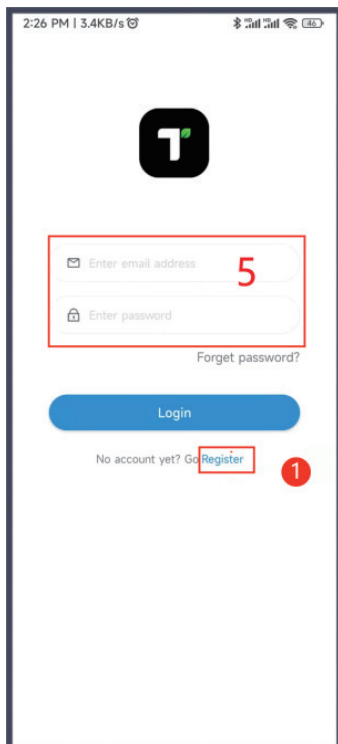 2:26 PM | 3.4KB/s
46
T
Enter email address
5
Enter password
Forget password?
Login
No account yet? Go Register
1